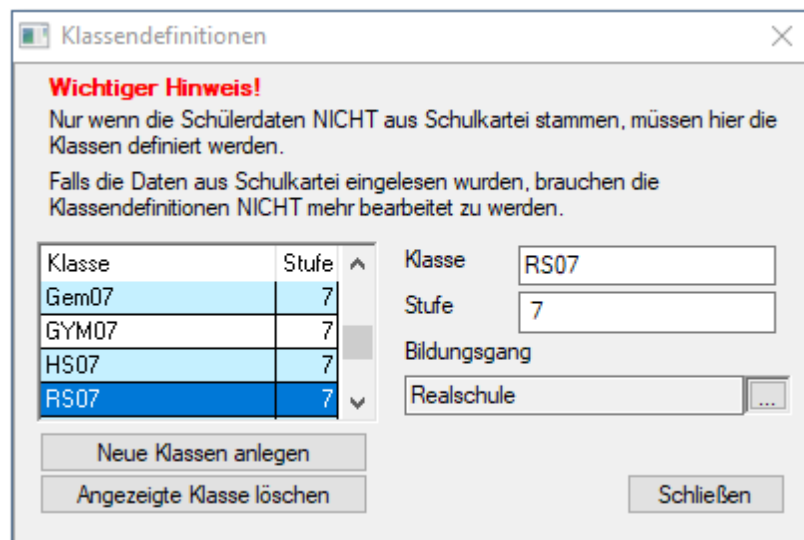 Klassendefinitionen
Wichtiger Hinweis!
Nur wenn die Schülerdaten NICHT aus Schulkartei stammen, müssen hier die
Klassen definiert werden.
Falls die Daten aus Schulkartei eingelesen wurden, brauchen die
Klassendefinitionen NICHT mehr bearbeitet zu werden.
Klasse Stufe
Gem07 7
GYM07 7
HS07 7
RS07 7
Klasse RS07
Stufe 7
Bildungsgang
Realschule ...
Neue Klassen anlegen
Angezeigte Klasse löschen
Schließen